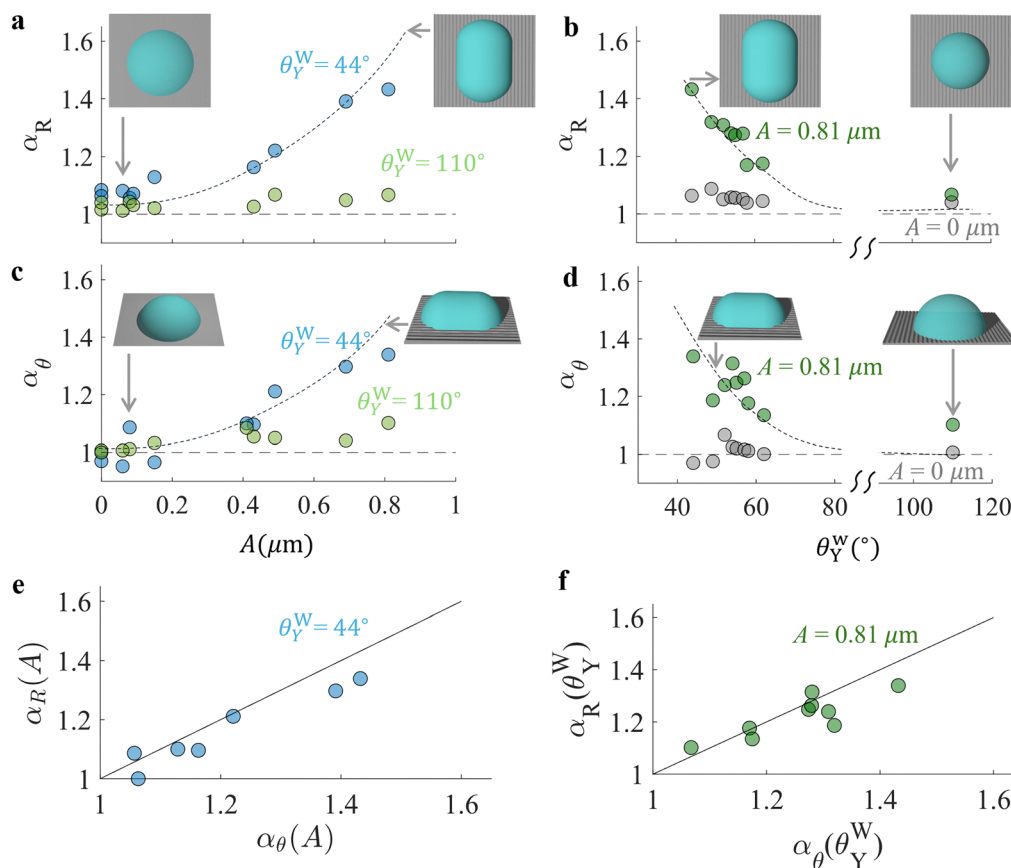 a
1.6
1.4
1.2
1
α_R
θ_Y^W = 44°
θ_Y^W = 110°
b
1.6
1.4
1.2
1
α_R
A = 0.81 μm
A = 0 μm
c
1.6
1.4
1.2
1
α_θ
θ_Y^W = 44°
θ_Y^W = 110°
0
0.2
0.4
0.6
0.8
1
A(μm)
d
1.6
1.4
1.2
1
α_θ
A = 0.81 μm
A = 0 μm
40
60
80
100
120
θ_Y^W(°)
e
1.6
1.4
1.2
1
α_R(A)
θ_Y^W = 44°
1
1.2
1.4
1.6
α_θ(A)
f
1.6
1.4
1.2
1
α_R(θ_Y^W)
A = 0.81 μm
1
1.2
1.4
1.6
α_θ(θ_Y^W)